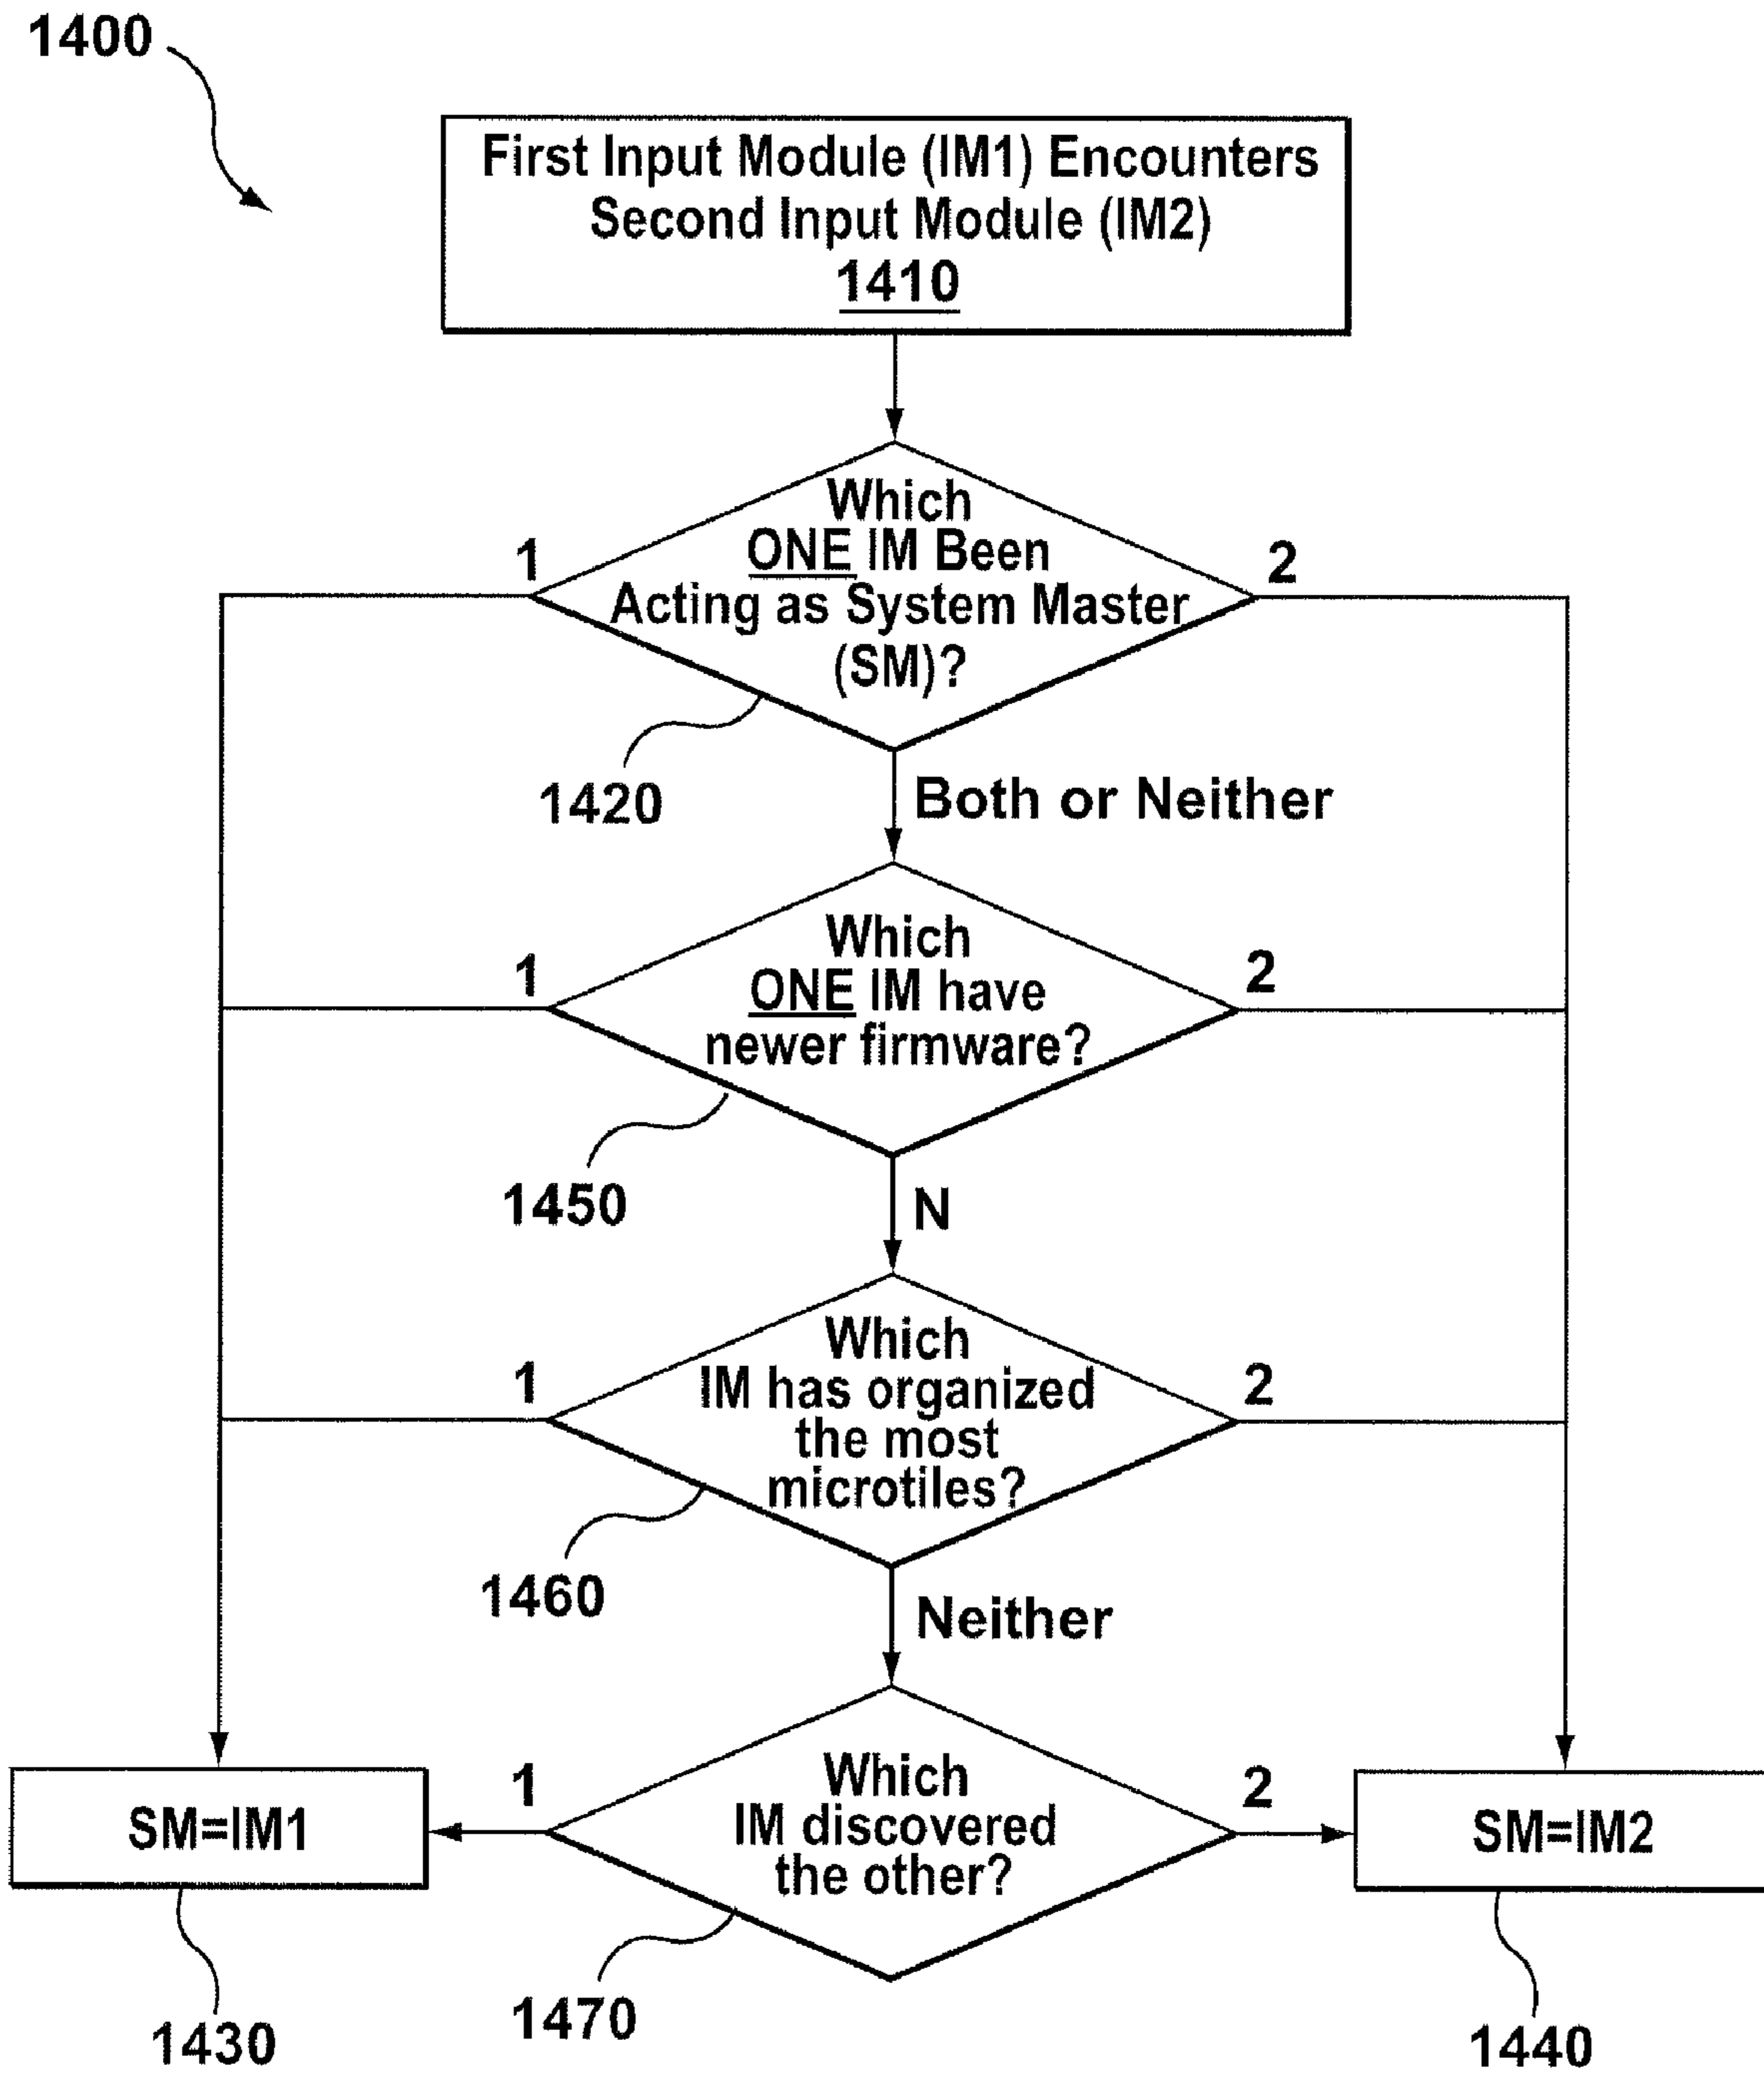 1400
First Input Module (IM1) Encounters
Second Input Module (IM2)
1410
Which
ONE IM Been
Acting as System Master
(SM)?
1
2
1420
Both or Neither
Which
ONE IM have
newer firmware?
1
2
1450
N
Which
IM has organized
the most
microtiles?
1
2
1460
Neither
Which
IM discovered
the other?
1
2
SM=IM1
SM=IM2
1430
1470
1440